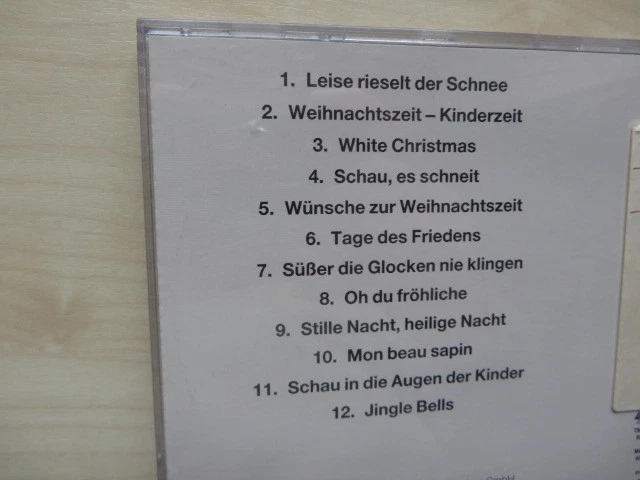 1. Leise rieselt der Schnee
2. Weihnachtszeit – Kinderzeit
3. White Christmas
4. Schau, es schneit
5. Wünsche zur Weihnachtszeit
6. Tage des Friedens
7. Süßer die Glocken nie klingen
8. Oh du fröhliche
9. Stille Nacht, heilige Nacht
10. Mon beau sapin
11. Schau in die Augen der Kinder
12. Jingle Bells